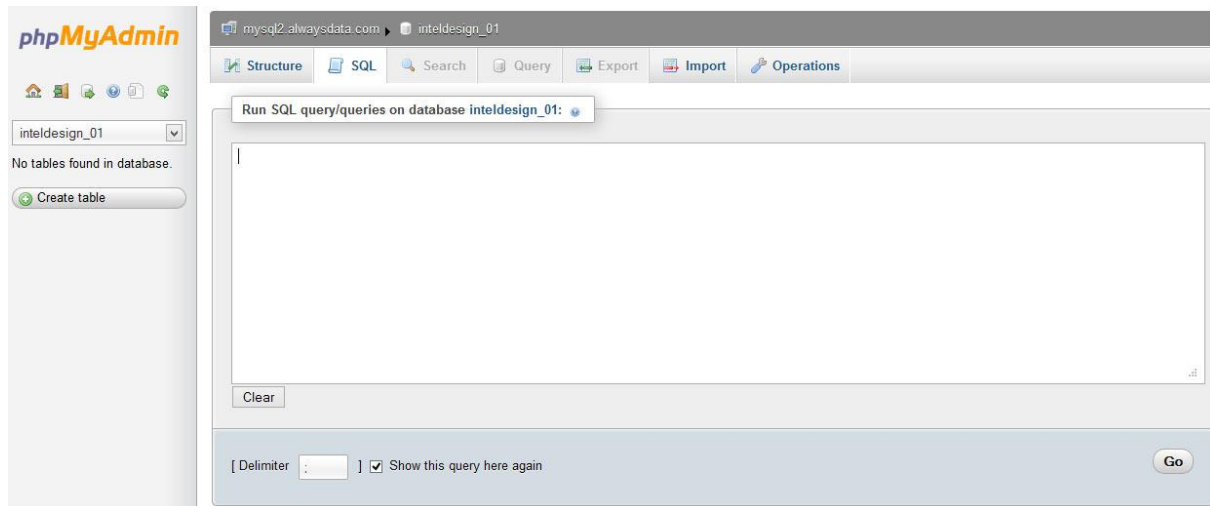 phpMyAdmin
mysql2.alwaysdata.com ▸ inteldesign_01
Structure SQL Search Query Export Import Operations
inteldesign_01
No tables found in database.
Create table
Run SQL query/queries on database inteldesign_01:
Clear
[ Delimiter ; ] Show this query here again
Go